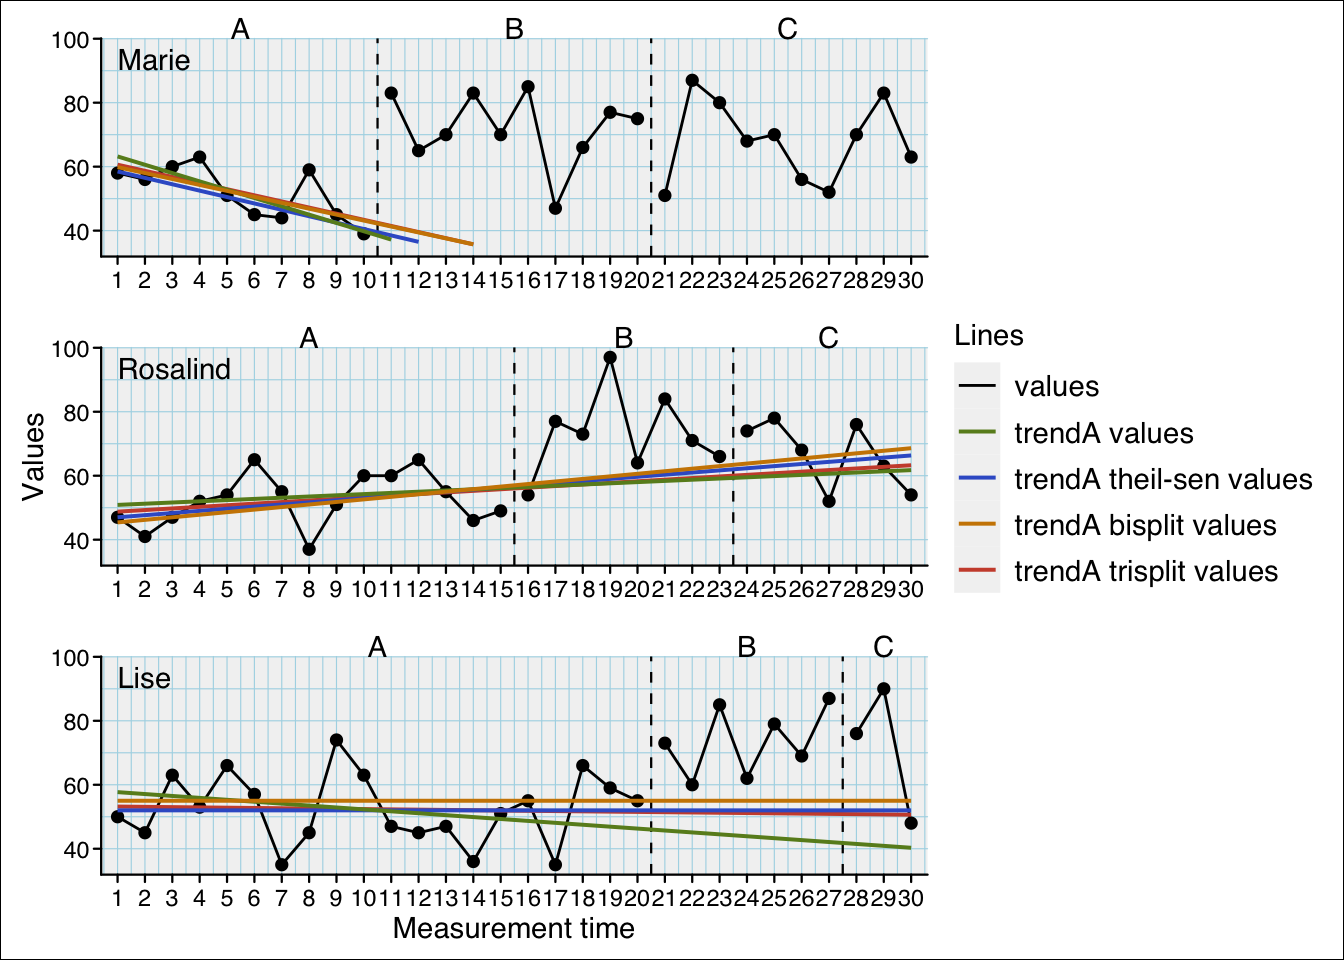 A B C
Marie
100
80
60
40
1 2 3 4 5 6 7 8 9 10 11 12 13 14 15 16 17 18 19 20 21 22 23 24 25 26 27 28 29 30
A B C
Rosalind
100
80
60
40
1 2 3 4 5 6 7 8 9 10 11 12 13 14 15 16 17 18 19 20 21 22 23 24 25 26 27 28 29 30
A B C
Lise
100
80
60
40
1 2 3 4 5 6 7 8 9 10 11 12 13 14 15 16 17 18 19 20 21 22 23 24 25 26 27 28 29 30
Values
Measurement time
Lines
values
trendA values
trendA theil-sen values
trendA bisplit values
trendA trisplit values